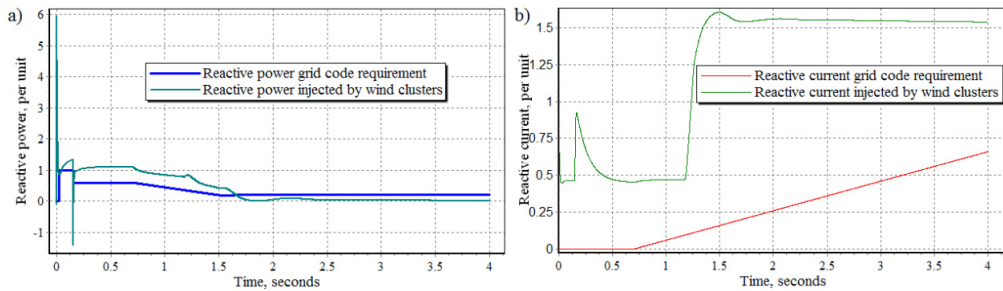 a)
Reactive power, per unit
6
5
4
3
2
1
0
-1
Reactive power grid code requirement
Reactive power injected by wind clusters
0 0.5 1 1.5 2 2.5 3 3.5 4
Time, seconds
b)
Reactive current, per unit
1.5
1.25
1
0.75
0.5
0.25
0
Reactive current grid code requirement
Reactive current injected by wind clusters
0 0.5 1 1.5 2 2.5 3 3.5 4
Time, seconds